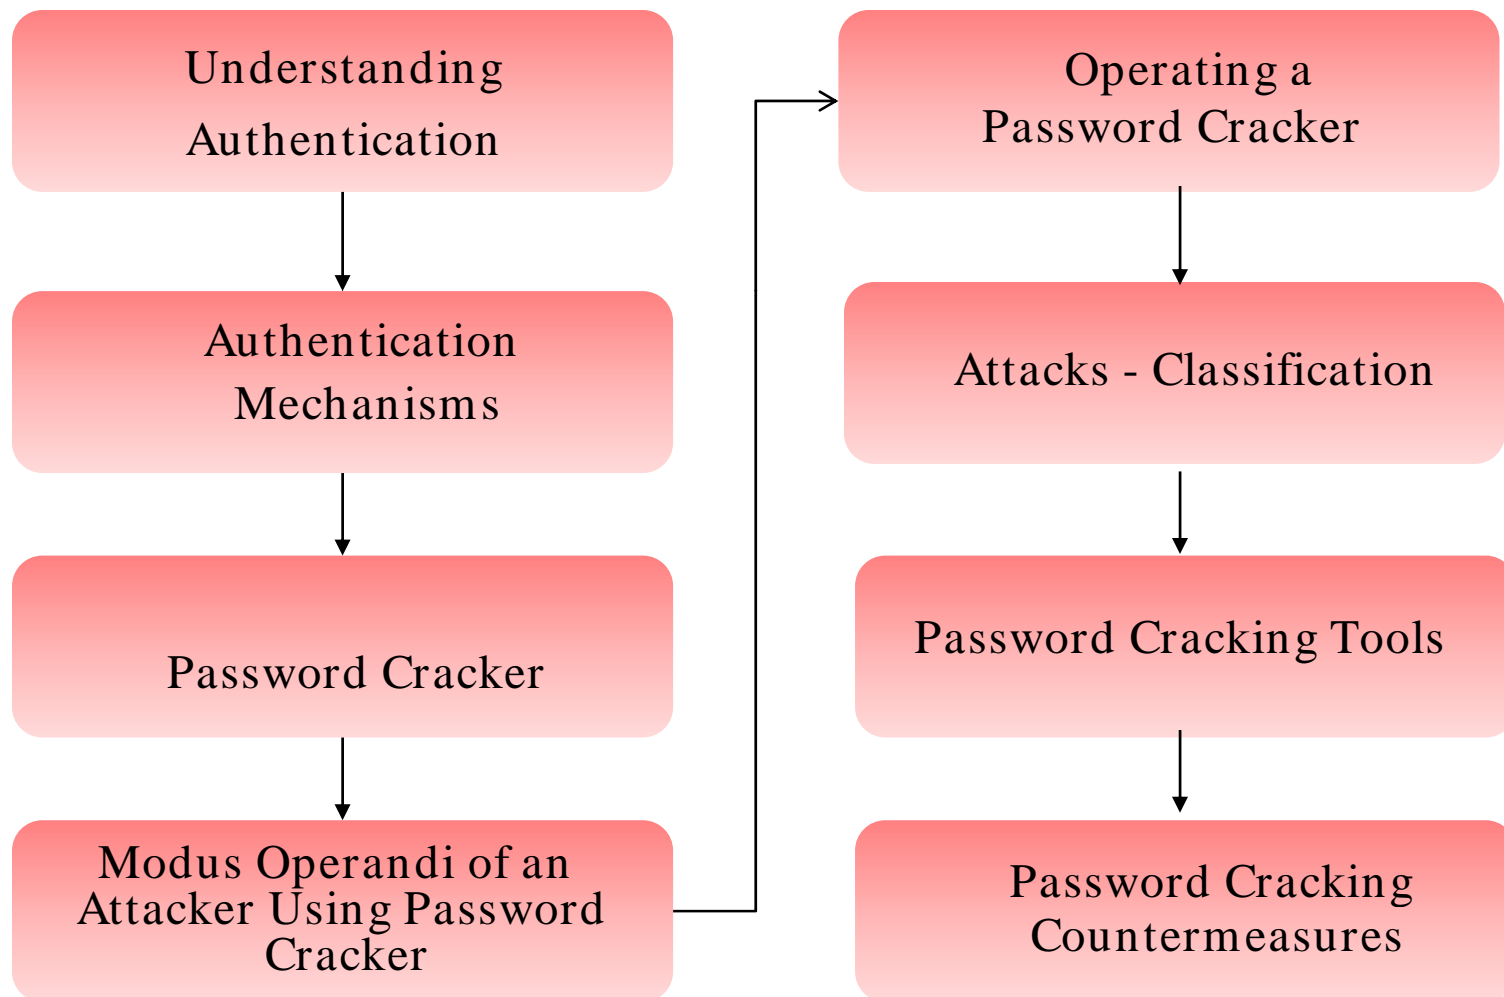 Understanding
Authentication
Authentication
Mechanisms
Password Cracker
Modus Operandi of an
Attacker Using Password
Cracker
Operating a
Password Cracker
Attacks - Classification
Password Cracking Tools
Password Cracking
Countermeasures